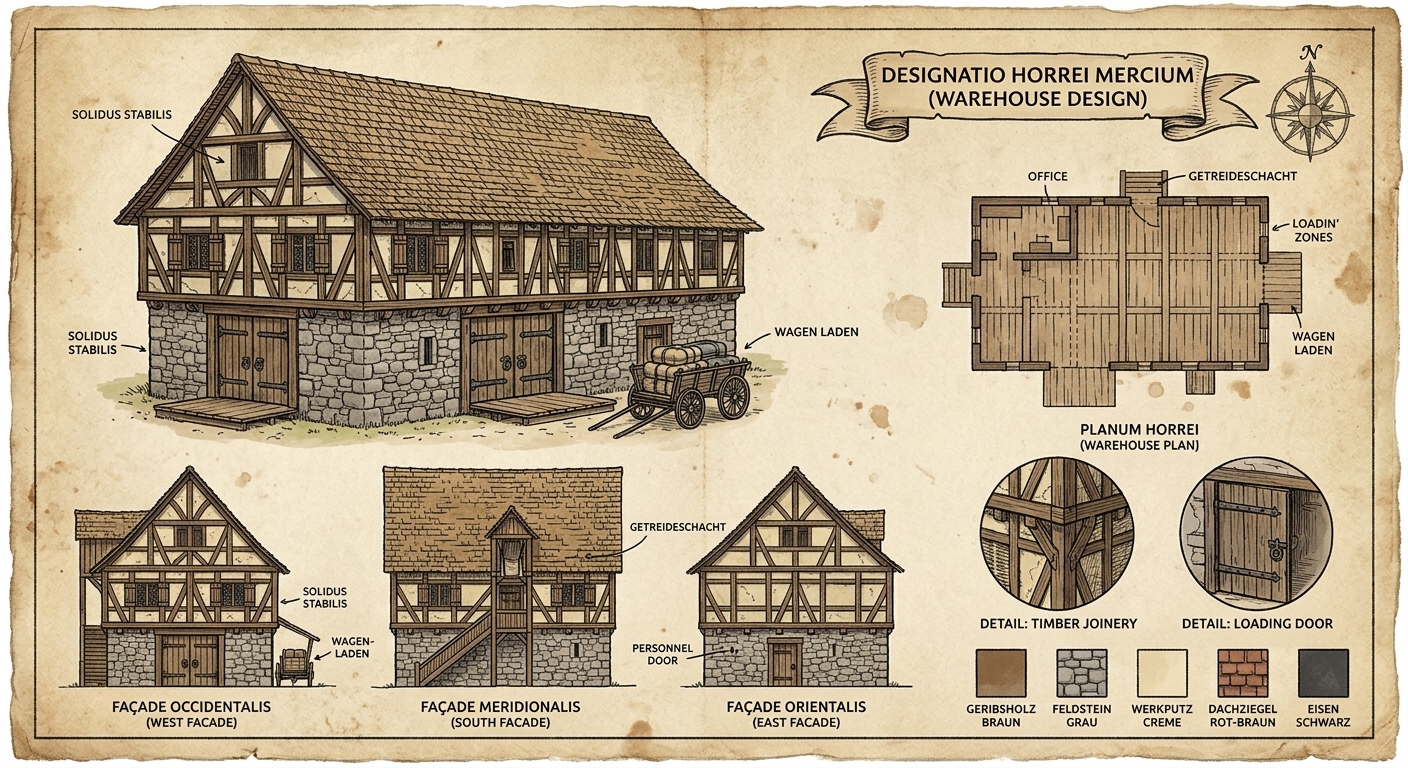 DESIGNATIO HORREI MERCIUM
(WAREHOUSE DESIGN)
N
SOLIDUS STABILIS
SOLIDUS
STABILIS
WAGEN LADEN
OFFICE
GETREIDESCHACHT
LOADIN'
ZONES
WAGEN
LADEN
PLANUM HORREI
(WAREHOUSE PLAN)
SOLIDUS
STABILIS
WAGEN-
LADEN
FAÇADE OCCIDENTALIS
(WEST FACADE)
GETREIDESCHACHT
FAÇADE MERIDIONALIS
(SOUTH FACADE)
PERSONNEL
DOOR
FAÇADE ORIENTALIS
(EAST FACADE)
DETAIL: TIMBER JOINERY
DETAIL: LOADING DOOR
GERIBSHOLZ
BRAUN
FELDSTEIN
GRAU
WERKPUTZ
CREME
DACHZIEGEL
ROT-BRAUN
EISEN
SCHWARZ